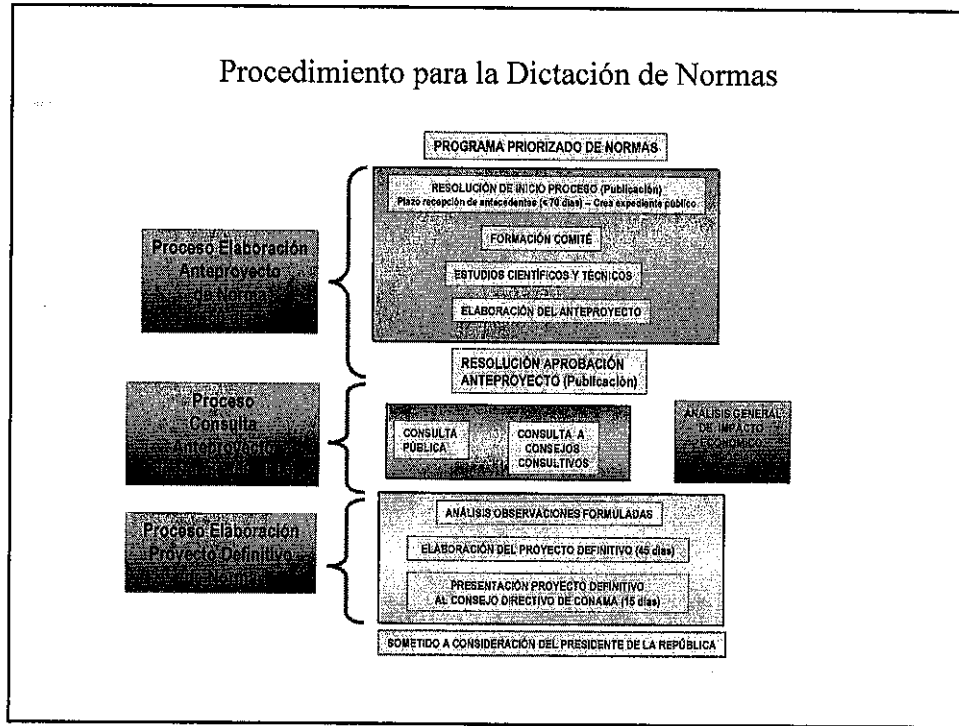 Procedimiento para la Dictación de Normas
PROGRAMA PRIORIZADO DE NORMAS
RESOLUCIÓN DE INICIO PROCESO (Publicación)
Plazo recepción de antecedentes (<70 días) – Crea expediente público
FORMACIÓN COMITÉ
ESTUDIOS CIENTÍFICOS Y TÉCNICOS
ELABORACIÓN DEL ANTEPROYECTO
Proceso Elaboración
Anteproyecto
de Norma
RESOLUCIÓN APROBACIÓN
ANTEPROYECTO (Publicación)
Proceso
Consulta
Anteproyecto
CONSULTA
PÚBLICA
CONSULTA A
CONSEJOS
CONSULTIVOS
ANÁLISIS GENERAL
DE IMPACTO
ECONÓMICO
Proceso Elaboración
Proyecto Definitivo
ANÁLISIS OBSERVACIONES FORMULADAS
ELABORACIÓN DEL PROYECTO DEFINITIVO (45 días)
PRESENTACIÓN PROYECTO DEFINITIVO
AL CONSEJO DIRECTIVO DE CONAMA (15 días)
SOMETIDO A CONSIDERACIÓN DEL PRESIDENTE DE LA REPÚBLICA